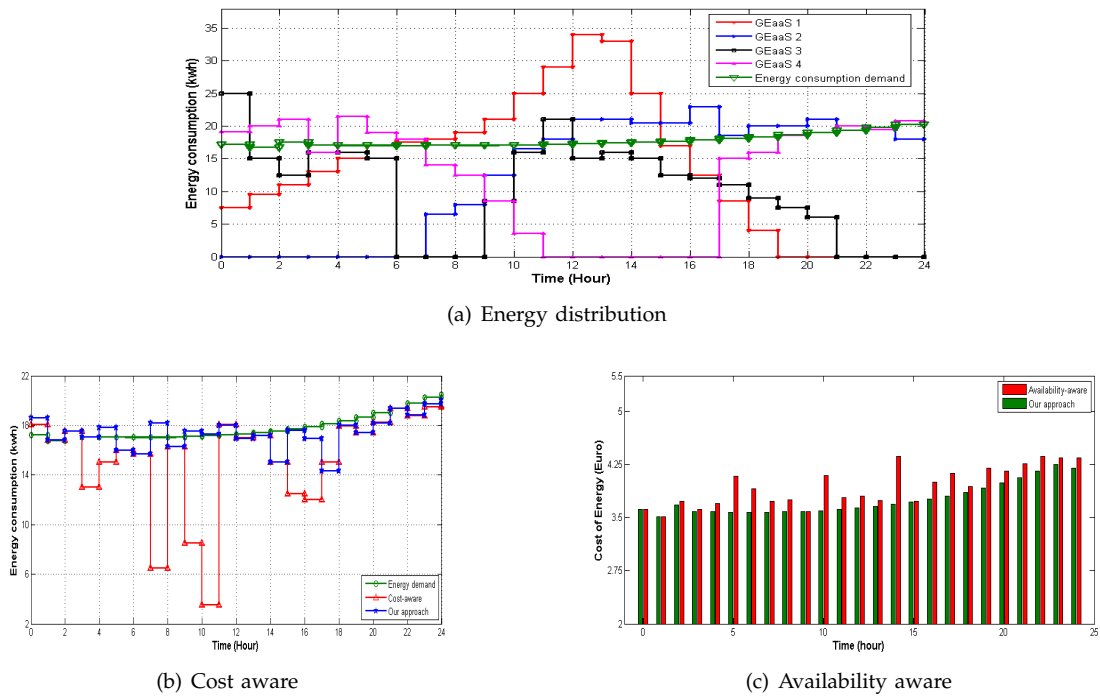 35
30
25
20
15
10
5
0
Energy consumption (kwh)
GEaaS 1
GEaaS 2
GEaaS 3
GEaaS 4
Energy consumption demand
0 2 4 6 8 10 12 14 16 18 20 22 24
Time (Hour)
(a) Energy distribution
22
18
14
10
6
2
Energy consumption (kwh)
Energy demand
Cost-aware
Our approach
0 2 4 6 8 10 12 14 16 18 20 22 24
Time (Hour)
(b) Cost aware
5.5
5
4.25
3.5
2.75
2
Cost of Energy (Euro)
Availability-aware
Our approach
0 5 10 15 20 25
Time (hour)
(c) Availability aware